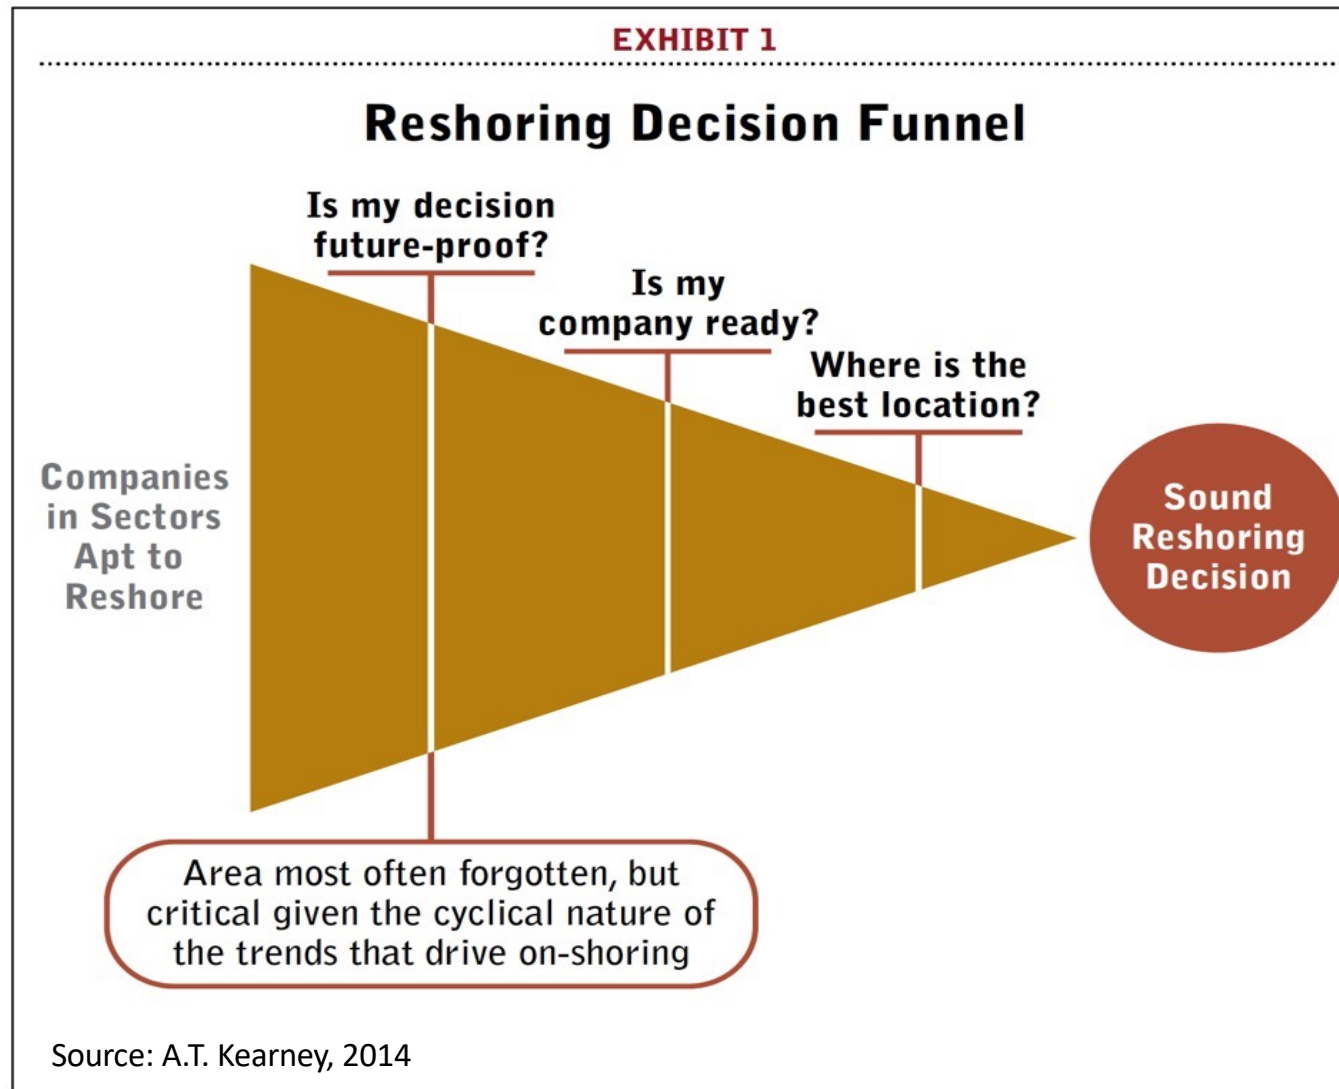 EXHIBIT 1
Reshoring Decision Funnel
Is my decision
future-proof?
Is my
company ready?
Where is the
best location?
Companies
in Sectors
Apt to
Reshore
Sound
Reshoring
Decision
Area most often forgotten, but
critical given the cyclical nature of
the trends that drive on-shoring
Source: A.T. Kearney, 2014